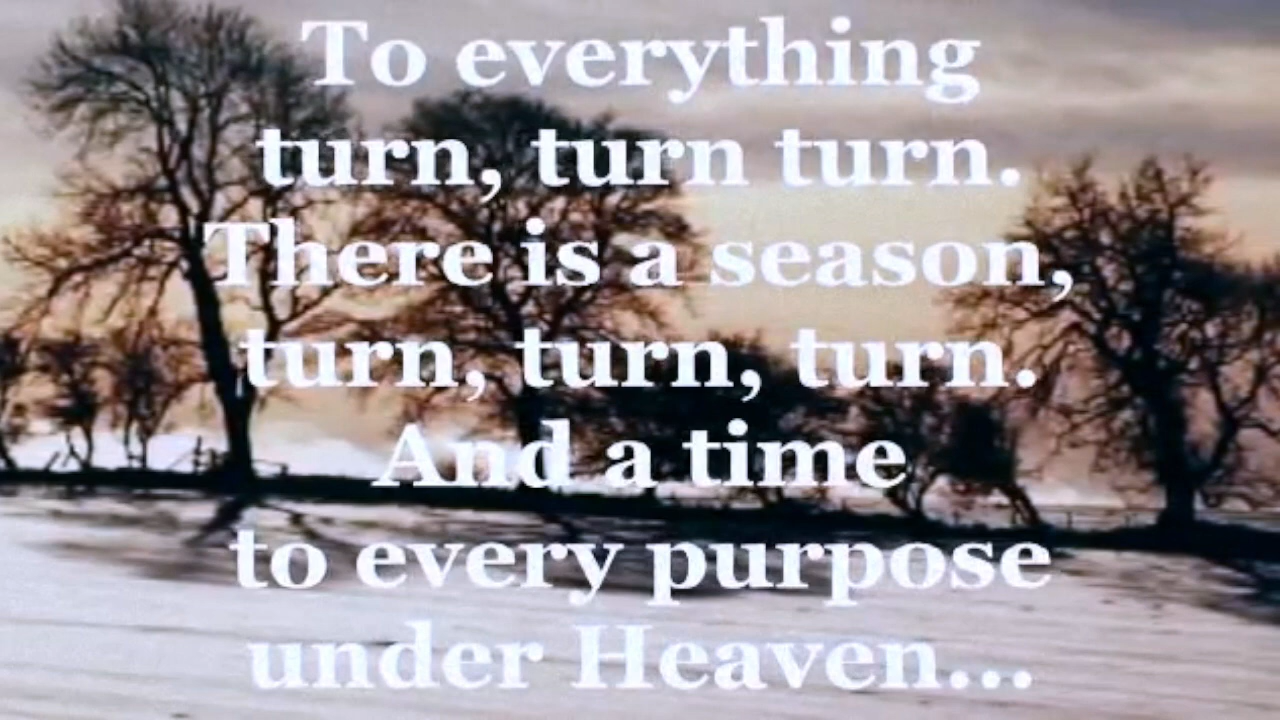 To everything
turn, turn turn.
There is a season,
turn, turn, turn.
And a time
to every purpose
under Heaven...